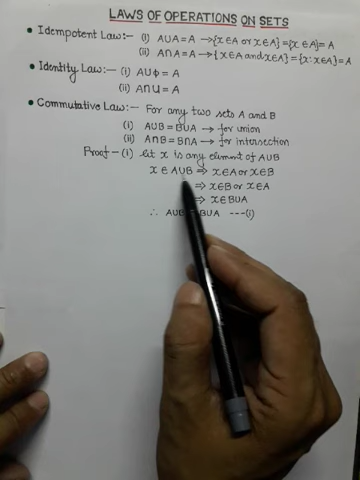 LAWS OF OPERATIONS ON SETS
• Idempotent Law:- (i) A∪A = A → {x∈A or x∈A} = {x∈A} = A
(ii) A∩A = A → {x∈A and x∈A} = {x:x∈A} = A
• Identity Law:- (i) A∪ϕ = A
(ii) A∩U = A
• Commutative Law:- For any two sets A and B
(i) A∪B = B∪A → for union
(ii) A∩B = B∩A → for intersection
Proof - (i) let x is any element of A∪B
x ∈ A∪B ⇒ x∈A or x∈B
⇒ x∈B or x∈A
⇒ x∈B∪A
∴ A∪B B∪A ---(i)